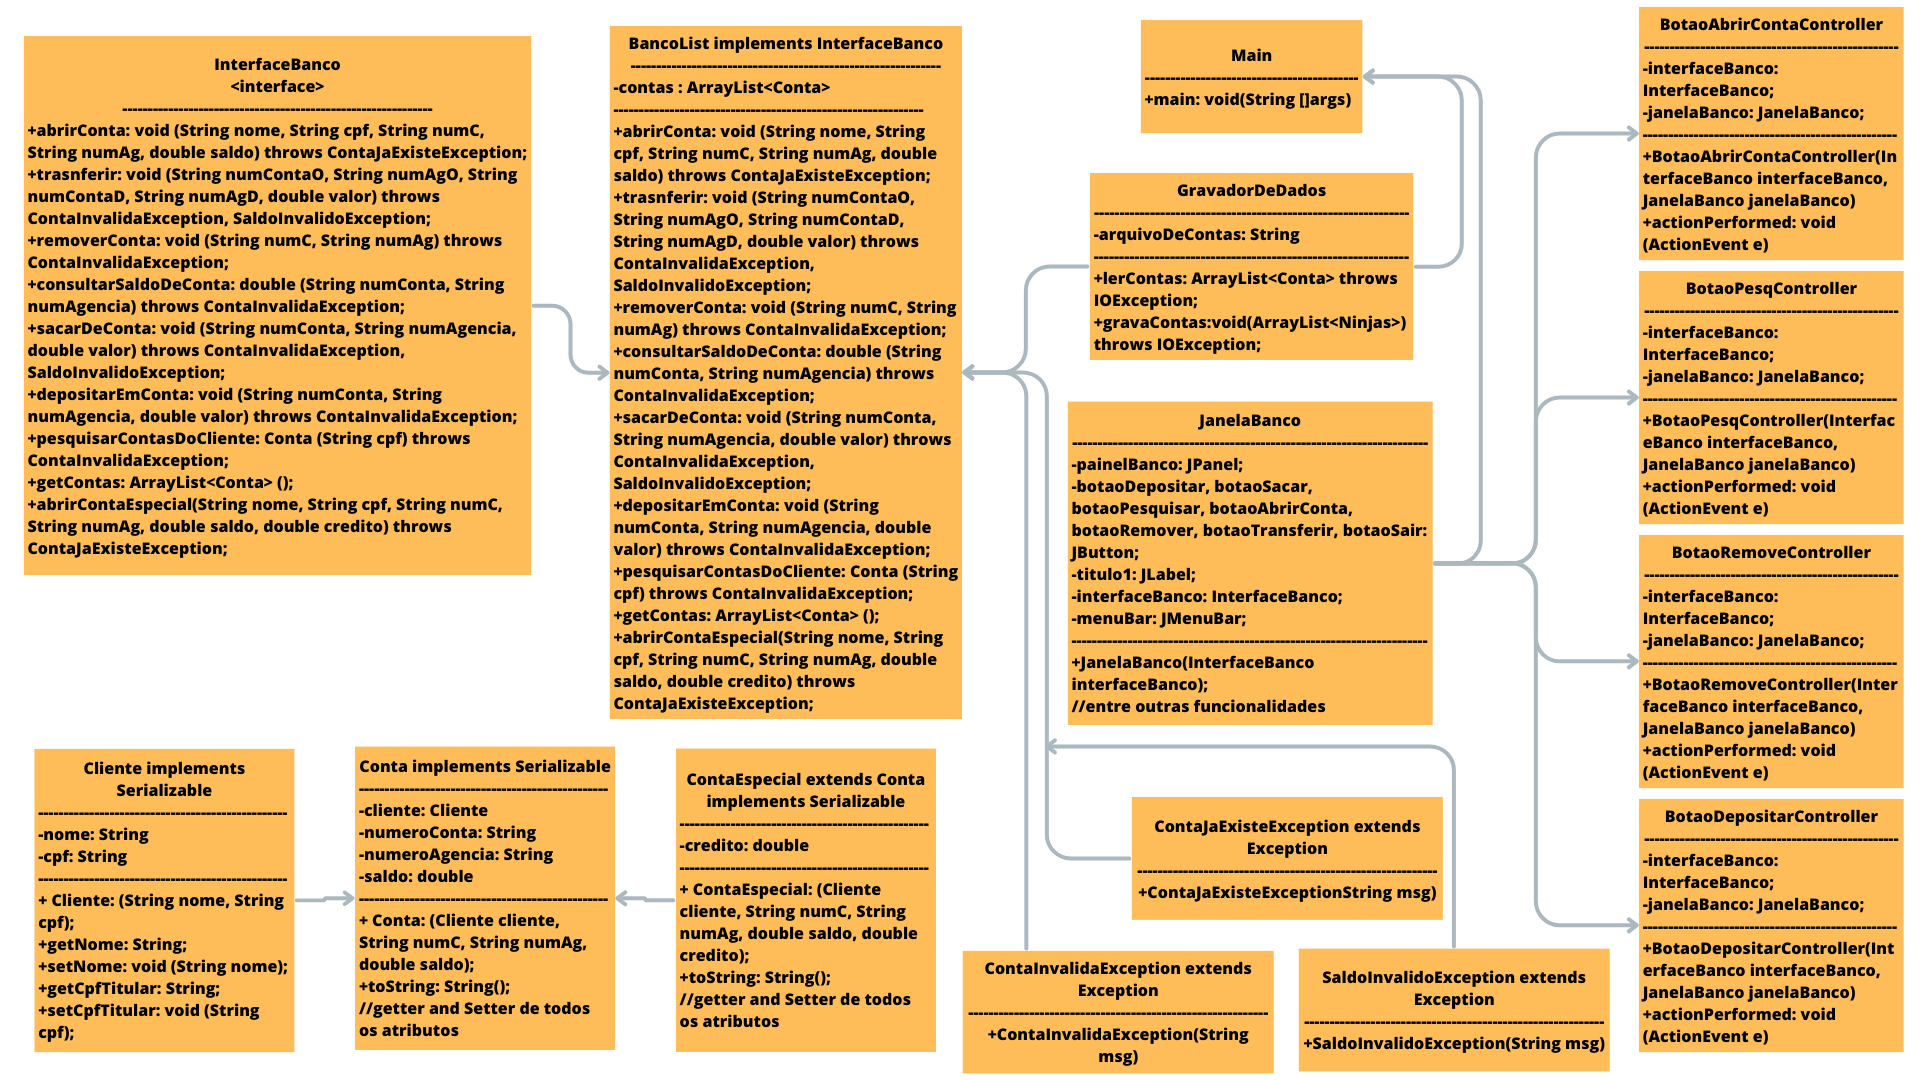 InterfaceBanco
<interface>
------------------------------------------------------------
+abrirConta: void (String nome, String cpf, String numC,
String numAg, double saldo) throws ContaJaExisteException;
+trasnferir: void (String numContaO, String numAgO, String
numContaD, String numAgD, double valor) throws
ContaInvalidaException, SaldoInvalidoException;
+removerConta: void (String numC, String numAg) throws
ContaInvalidaException;
+consultarSaldoDeConta: double (String numConta, String
numAgencia) throws ContaInvalidaException;
+sacarDeConta: void (String numConta, String numAgencia,
double valor) throws ContaInvalidaException,
SaldoInvalidoException;
+depositarEmConta: void (String numConta, String
numAgencia, double valor) throws ContaInvalidaException;
+pesquisarContasDoCliente: Conta (String cpf) throws
ContaInvalidaException;
+getContas: ArrayList<Conta> ();
+abrirContaEspecial(String nome, String cpf, String numC,
String numAg, double saldo, double credito) throws
ContaJaExisteException;
BancoList implements InterfaceBanco
------------------------------------------------------------
-contas : ArrayList<Conta>
------------------------------------------------------------
+abrirConta: void (String nome, String
cpf, String numC, String numAg, double
saldo) throws ContaJaExisteException;
+trasnferir: void (String numContaO,
String numAgO, String numContaD,
String numAgD, double valor) throws
ContaInvalidaException,
SaldoInvalidoException;
+removerConta: void (String numC, String
numAg) throws ContaInvalidaException;
+consultarSaldoDeConta: double (String
numConta, String numAgencia) throws
ContaInvalidaException;
+sacarDeConta: void (String numConta,
String numAgencia, double valor) throws
ContaInvalidaException,
SaldoInvalidoException;
+depositarEmConta: void (String
numConta, String numAgencia, double
valor) throws ContaInvalidaException;
+pesquisarContasDoCliente: Conta (String
cpf) throws ContaInvalidaException;
+getContas: ArrayList<Conta> ();
+abrirContaEspecial(String nome, String
cpf, String numC, String numAg, double
saldo, double credito) throws
ContaJaExisteException;
Main
-----------------------------------------
+main: void(String []args)
GravadorDeDados
-------------------------------------------------------------
-arquivoDeContas: String
-------------------------------------------------------------
+lerContas: ArrayList<Conta> throws
IOException;
+gravaContas:void(ArrayList<Ninjas>)
throws IOException;
JanelaBanco
---------------------------------------------------------------------
-painelBanco: JPanel;
-botaoDepositar, botaoSacar,
botaoPesquisar, botaoAbrirConta,
botaoRemover, botaoTransferir, botaoSair:
JButton;
-titulo1: JLabel;
-interfaceBanco: InterfaceBanco;
-menuBar: JMenuBar;
---------------------------------------------------------------------
+JanelaBanco(InterfaceBanco
interfaceBanco);
//entre outras funcionalidades
BotaoAbrirContaController
-------------------------------------------------
-interfaceBanco:
InterfaceBanco;
-janelaBanco: JanelaBanco;
-------------------------------------------------
+BotaoAbrirContaController(In
terfaceBanco interfaceBanco,
JanelaBanco janelaBanco)
+actionPerformed: void
(ActionEvent e)
BotaoPesqController
-------------------------------------------------
-interfaceBanco:
InterfaceBanco;
-janelaBanco: JanelaBanco;
-------------------------------------------------
+BotaoPesqController(Interfac
eBanco interfaceBanco,
JanelaBanco janelaBanco)
+actionPerformed: void
(ActionEvent e)
BotaoRemoveController
-------------------------------------------------
-interfaceBanco:
InterfaceBanco;
-janelaBanco: JanelaBanco;
-------------------------------------------------
+BotaoRemoveController(Inter
faceBanco interfaceBanco,
JanelaBanco janelaBanco)
+actionPerformed: void
(ActionEvent e)
BotaoDepositarController
-------------------------------------------------
-interfaceBanco:
InterfaceBanco;
-janelaBanco: JanelaBanco;
-------------------------------------------------
+BotaoDepositarController(Int
erfaceBanco interfaceBanco,
JanelaBanco janelaBanco)
+actionPerformed: void
(ActionEvent e)
Cliente implements
Serializable
------------------------------------------------
-nome: String
-cpf: String
------------------------------------------------
+ Cliente: (String nome, String
cpf);
+getNome: String;
+setNome: void (String nome);
+getCpfTitular: String;
+setCpfTitular: void (String
cpf);
Conta implements Serializable
------------------------------------------------
-cliente: Cliente
-numeroConta: String
-numeroAgencia: String
-saldo: double
------------------------------------------------
+ Conta: (Cliente cliente,
String numC, String numAg,
double saldo);
+toString: String();
//getter and Setter de todos
os atributos
ContaEspecial extends Conta
implements Serializable
------------------------------------------------
-credito: double
------------------------------------------------
+ ContaEspecial: (Cliente
cliente, String numC, String
numAg, double saldo, double
credito);
+toString: String();
//getter and Setter de todos
os atributos
ContaJaExisteException extends
Exception
----------------------------------------------------------
+ContaJaExisteExceptionString msg)
ContaInvalidaException extends
Exception
----------------------------------------------------------
+ContaInvalidaException(String
msg)
SaldoInvalidoException extends
Exception
----------------------------------------------------------
+SaldoInvalidoException(String msg)